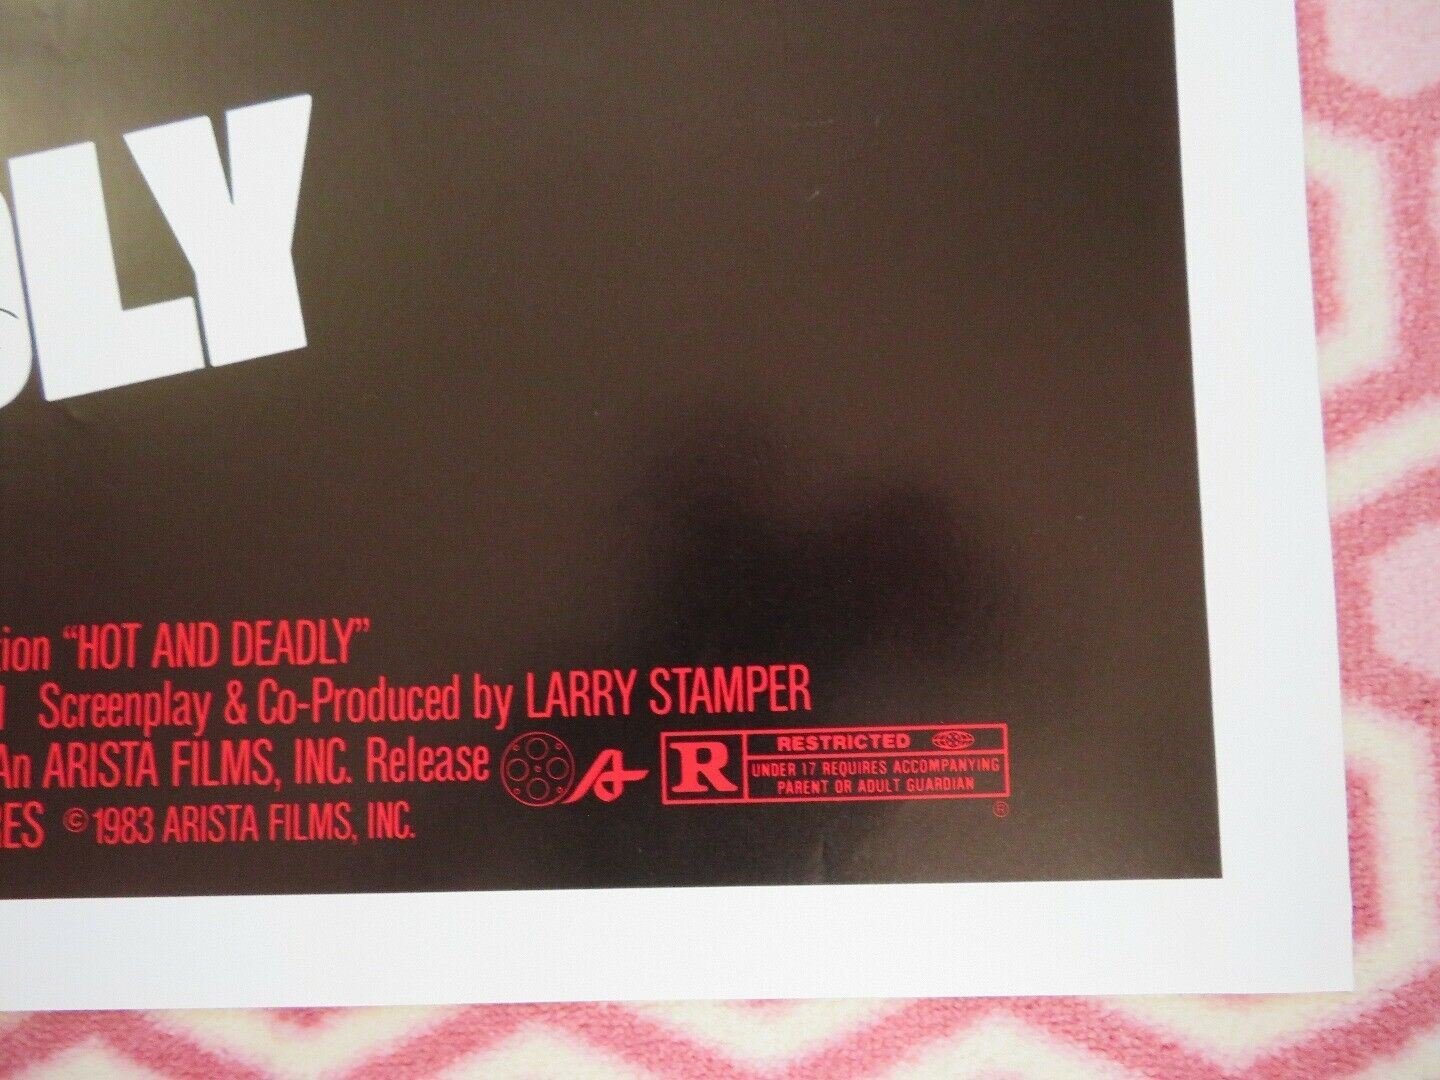 DLY
tion “HOT AND DEADLY”
Screenplay & Co-Produced by LARRY STAMPER
An ARISTA FILMS, INC. Release
R RESTRICTED
UNDER 17 REQUIRES ACCOMPANYING
PARENT OR ADULT GUARDIAN
®
RES ©1983 ARISTA FILMS, INC.